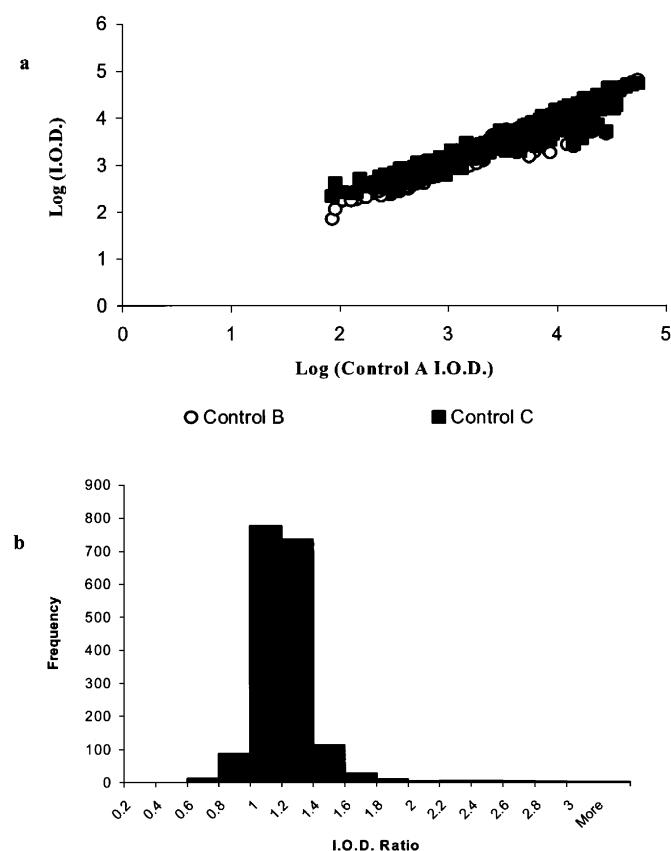 a
Log (I.O.D.)
6
5
4
3
2
1
0
0 1 2 3 4 5
Log (Control A I.O.D.)
Control B Control C
b
Frequency
900
800
700
600
500
400
300
200
100
0
0.2 0.4 0.6 0.8 1 1.2 1.4 1.6 1.8 2 2.2 2.4 2.6 2.8 3 More
I.O.D. Ratio